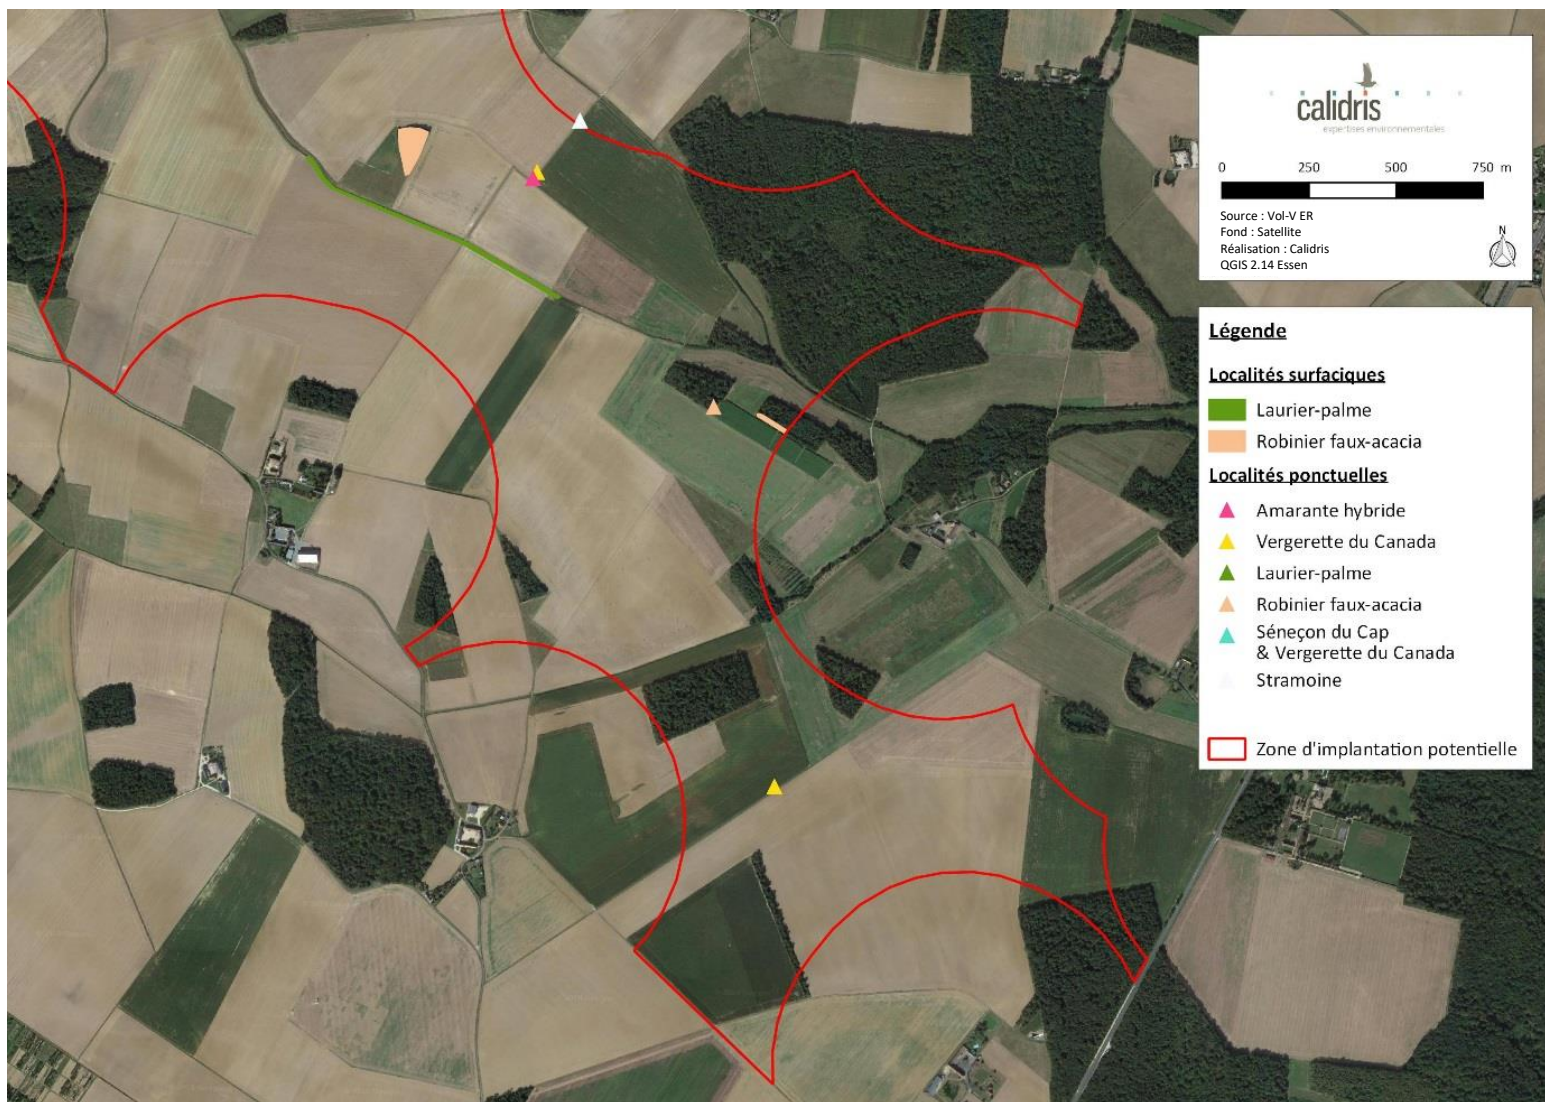 calidris
expertises environnementales
0 250 500 750 m
Source : Vol-V ER
Fond : Satellite
Réalisation : Calidris
QGIS 2.14 Essen
N
Légende
Localités surfaciques
Laurier-palme
Robinier faux-acacia
Localités ponctuelles
Amarante hybride
Vergerette du Canada
Laurier-palme
Robinier faux-acacia
Séneçon du Cap
& Vergerette du Canada
Stramoine
Zone d'implantation potentielle